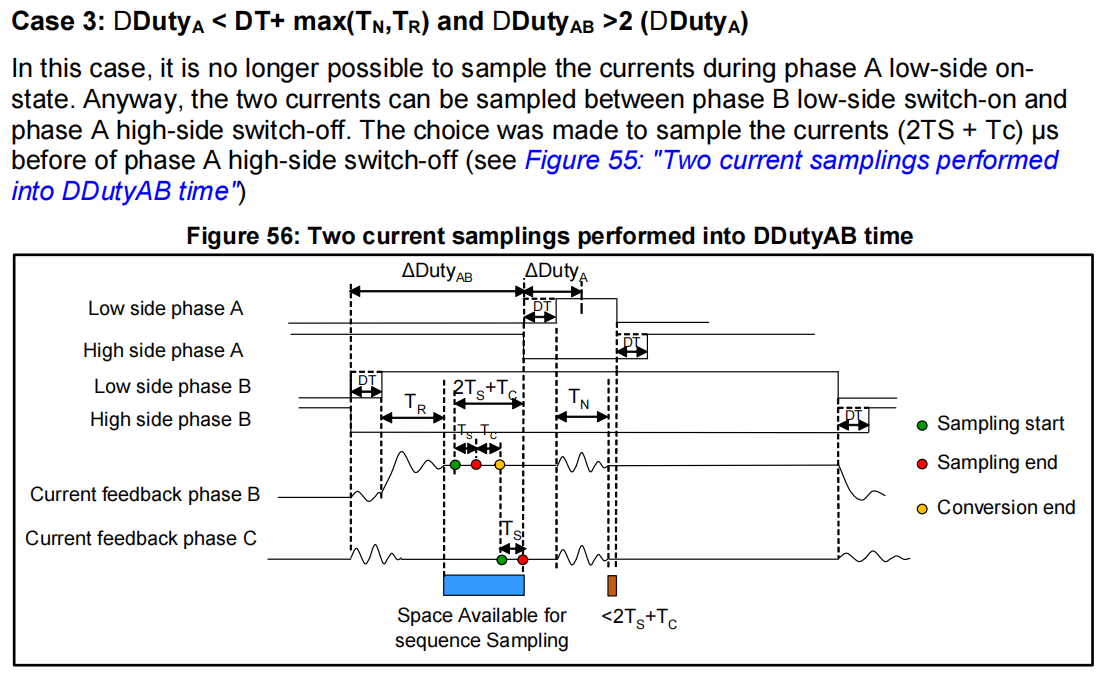 Case 3: DDutyA < DT+ max(TN,TR) and DDutyAB >2 (DDutyA)
In this case, it is no longer possible to sample the currents during phase A low-side on-
state. Anyway, the two currents can be sampled between phase B low-side switch-on and
phase A high-side switch-off. The choice was made to sample the currents (2TS + Tc) µs
before of phase A high-side switch-off (see Figure 55: "Two current samplings performed
into DDutyAB time")
Figure 56: Two current samplings performed into DDutyAB time
ΔDutyAB
ΔDutyA
Low side phase A
DT
High side phase A
DT
Low side phase B
DT
2TS+TC
TR
TN
High side phase B
DT
TS
TC
Sampling start
Sampling end
Current feedback phase B
Conversion end
Current feedback phase C
TS
Space Available for
sequence Sampling
<2TS+TC